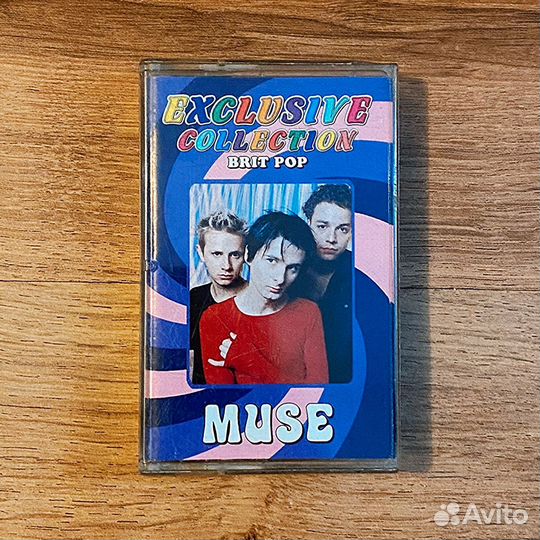 EXCLUSIVE
COLLECTION
BRIT POP
MUSE
Avito